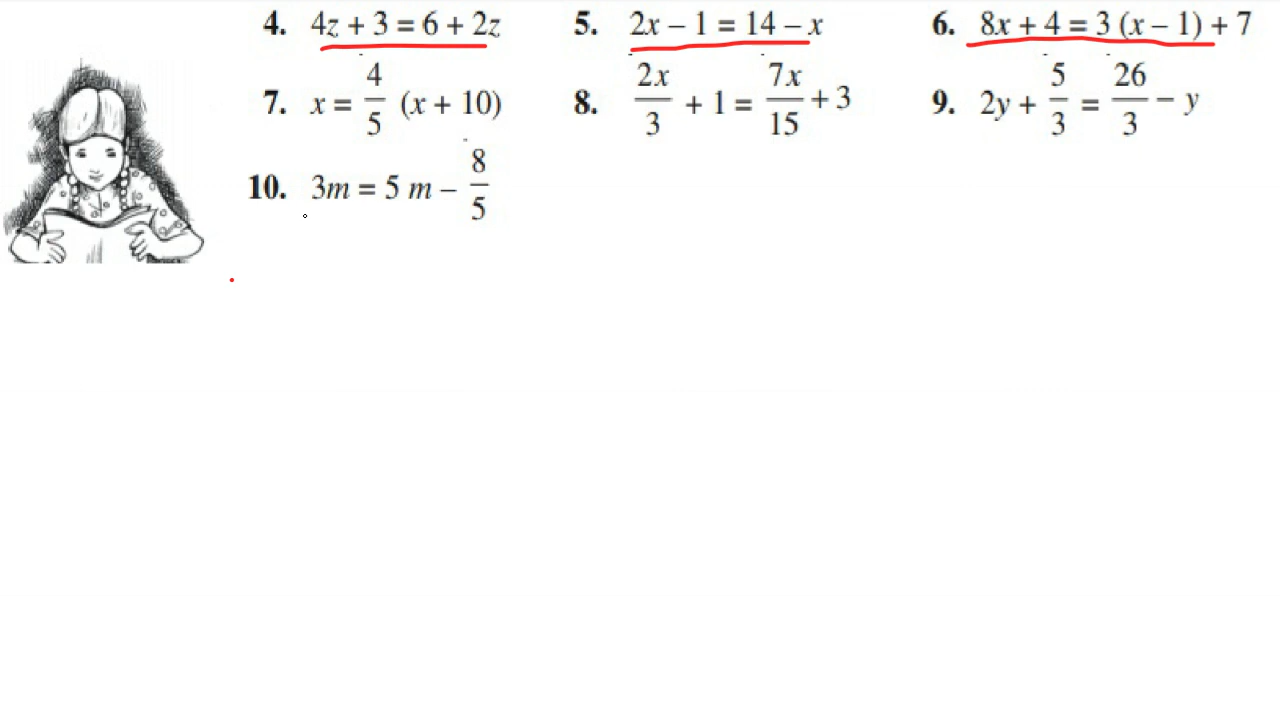 4. 4z + 3 = 6 + 2z 5. 2x – 1 = 14 – x 6. 8x + 4 = 3 (x – 1) + 7
7. x = 4/5 (x + 10) 8. 2x/3 + 1 = 7x/15 + 3 9. 2y + 5/3 = 26/3 – y
10. 3m = 5 m – 8/5